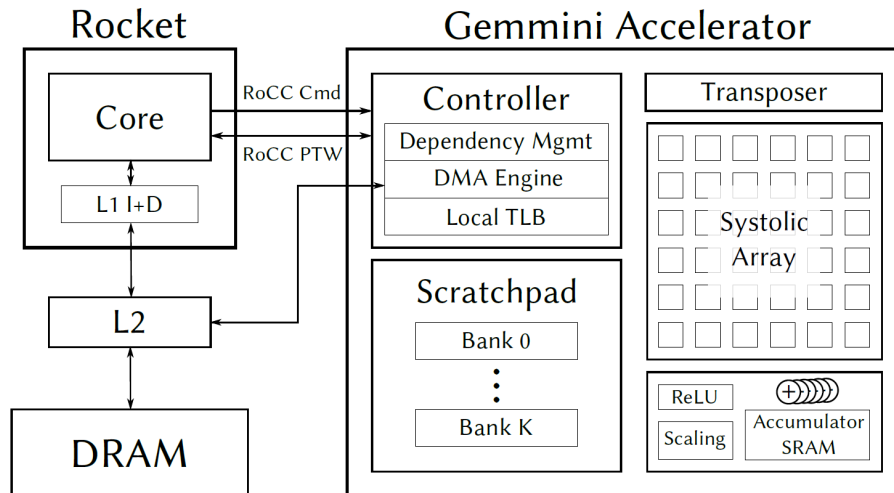 Rocket
Gemmini Accelerator
Core
RoCC Cmd
RoCC PTW
L1 I+D
L2
DRAM
Controller
Dependency Mgmt
DMA Engine
Local TLB
Scratchpad
Bank 0
Bank K
Transposer
Systolic
Array
ReLU
Scaling
Accumulator
SRAM